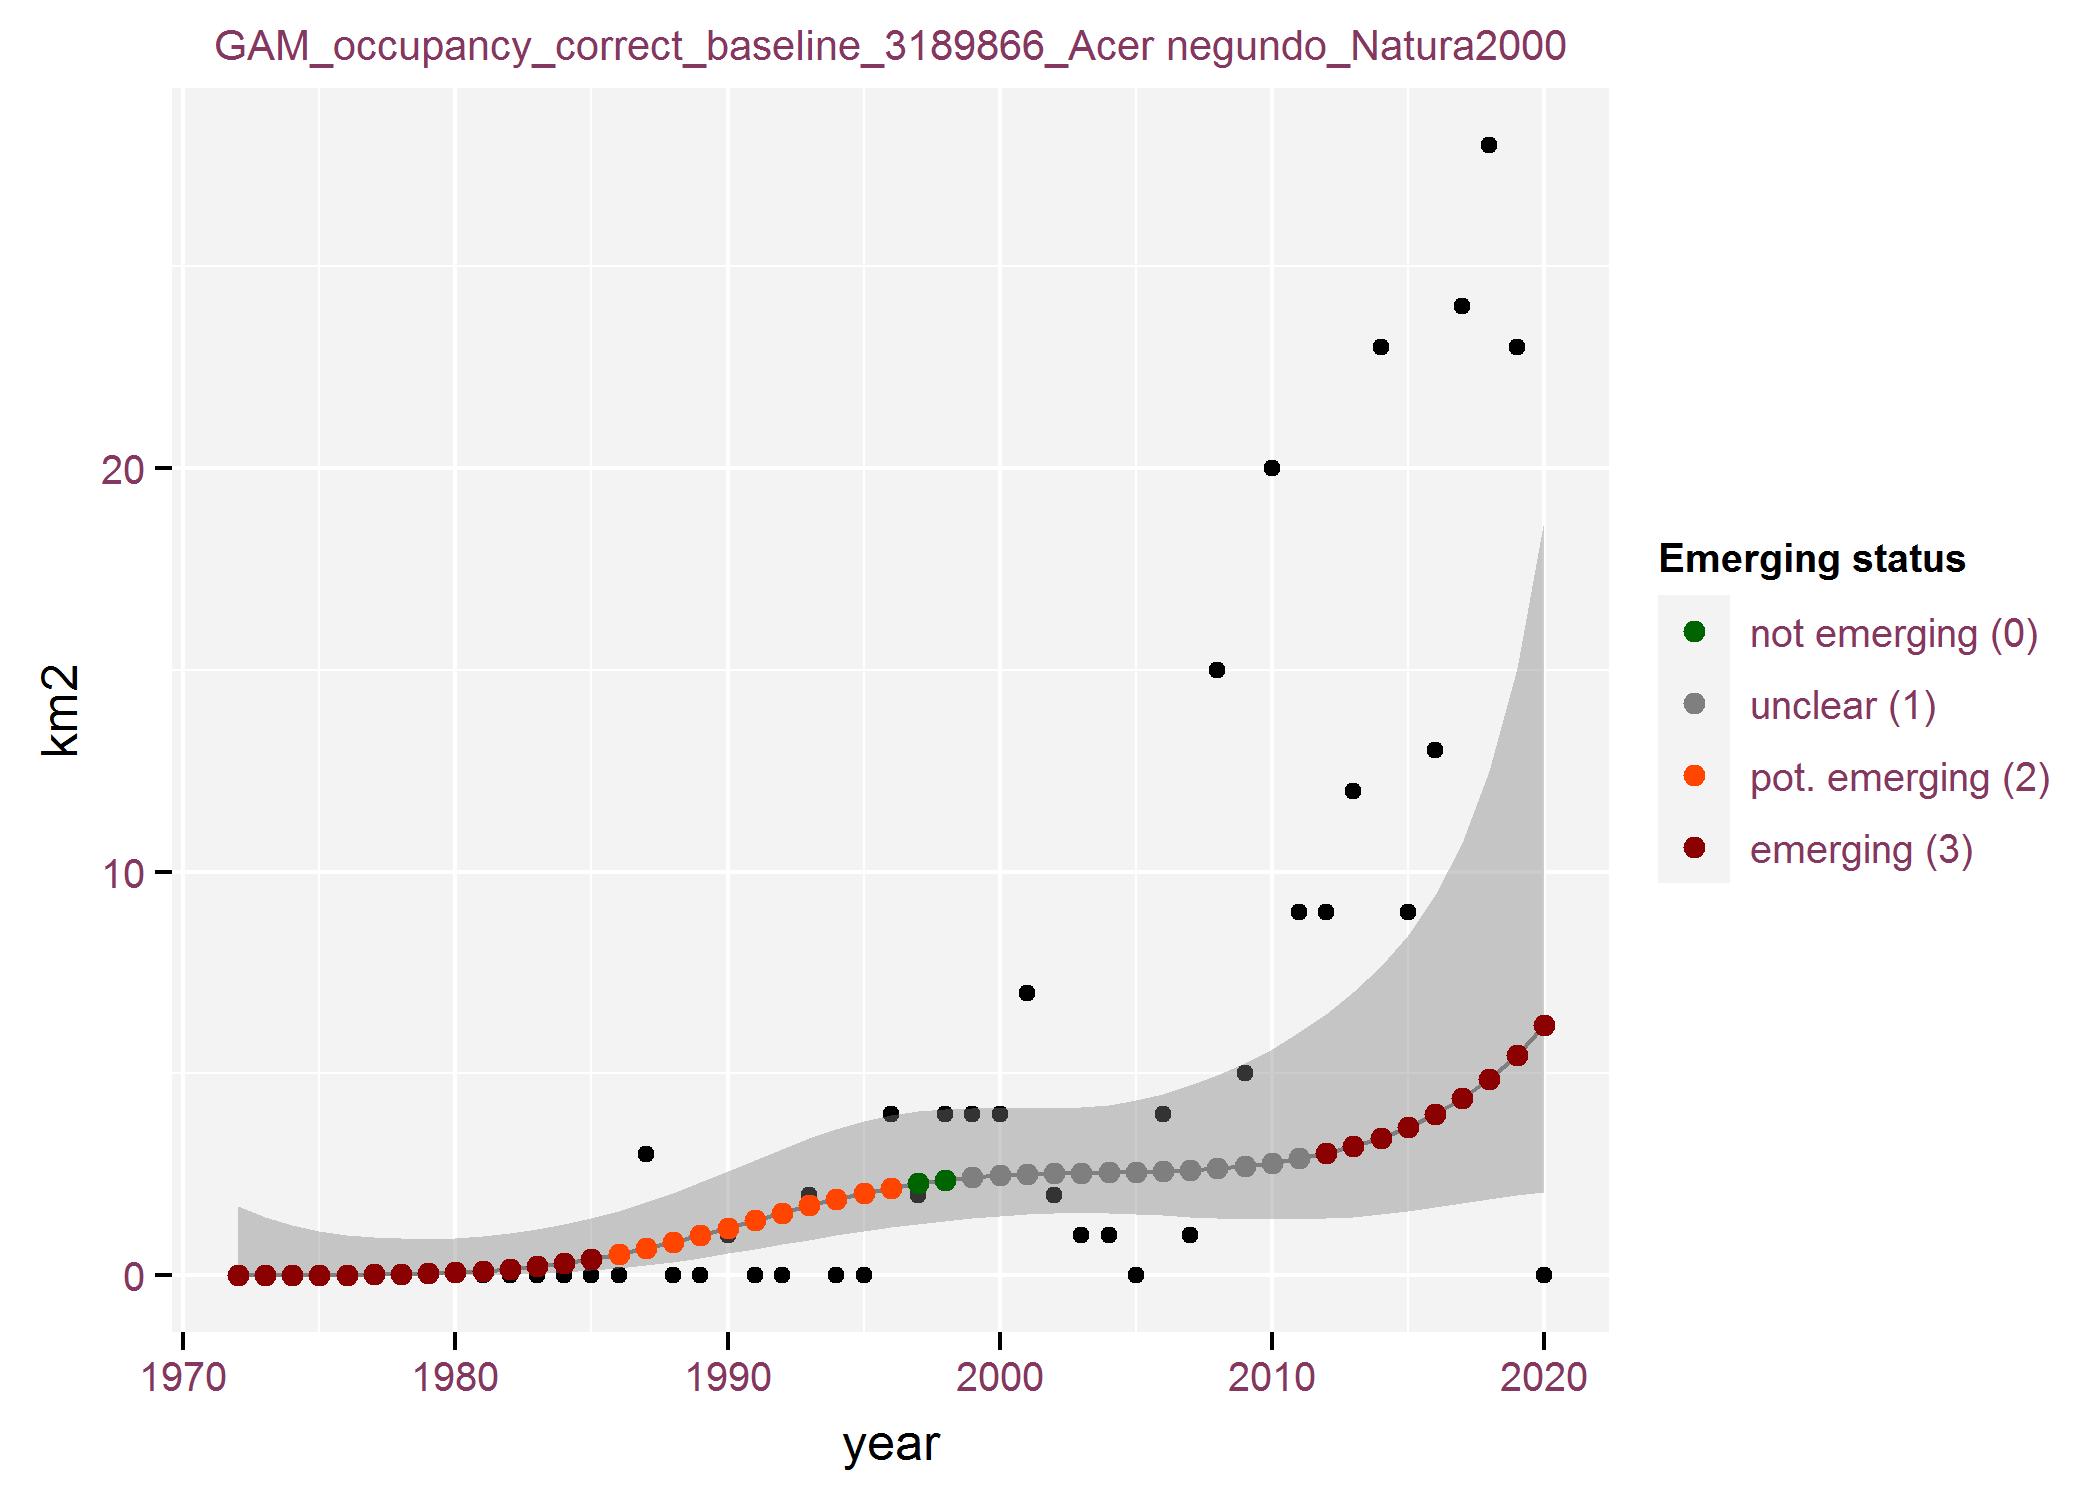 GAM_occupancy_correct_baseline_3189866_Acer negundo_Natura2000
km2
20
10
0
1970
1980
1990
2000
2010
2020
year
Emerging status
not emerging (0)
unclear (1)
pot. emerging (2)
emerging (3)